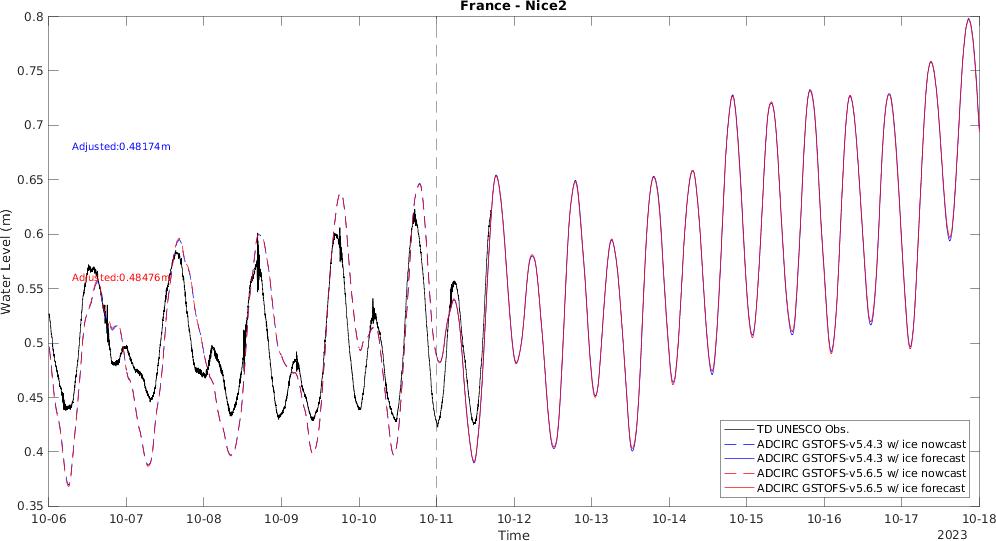 France - Nice2
0.8
0.75
0.7
0.65
0.6
0.55
0.5
0.45
0.4
0.35
Water Level (m)
Adjusted:0.48174m
Adjusted:0.48476m
TD UNESCO Obs.
ADCIRC GSTOFS-v5.4.3 w/ ice nowcast
ADCIRC GSTOFS-v5.4.3 w/ ice forecast
ADCIRC GSTOFS-v5.6.5 w/ ice nowcast
ADCIRC GSTOFS-v5.6.5 w/ ice forecast
10-06 10-07 10-08 10-09 10-10 10-11 10-12 10-13 10-14 10-15 10-16 10-17 10-18
Time
2023